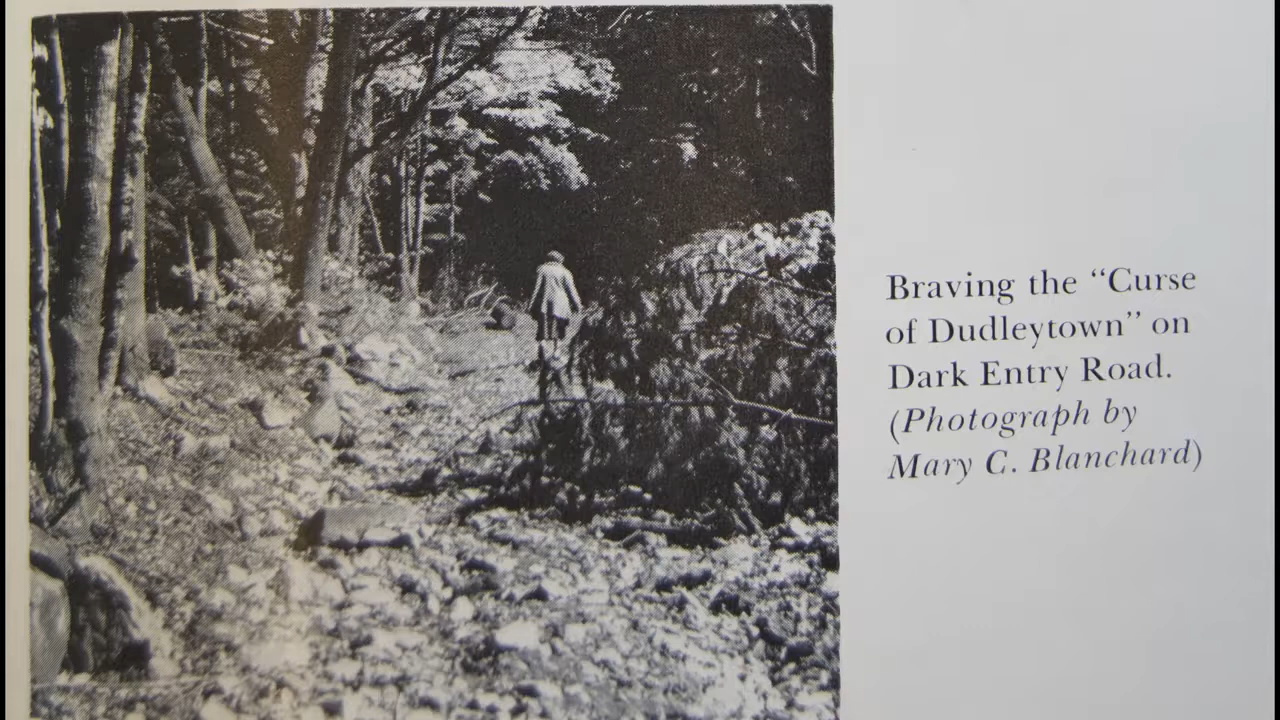 Braving the “Curse
of Dudleytown” on
Dark Entry Road.
(Photograph by
Mary C. Blanchard)